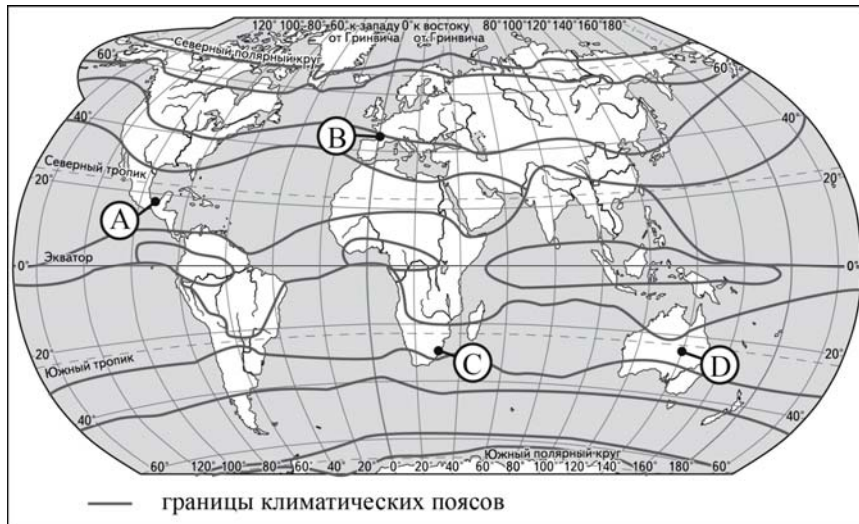 120° 100° 80° 60° к западу 0° к востоку 80° 100° 120° 140° 160° 180°
от Гринвича от Гринвича
Северный полярный круг
60° 60°
40° 40°
B
Северный тропик
20° 20°
A
Экватор
0° 0°
20° 20°
Южный тропик
C D
40° 40°
Южный полярный круг
60° 120° 100° 80° 60° 40° 20° 0° 20° 40° 60° 80° 100° 120° 140° 180° 60°
границы климатических поясов